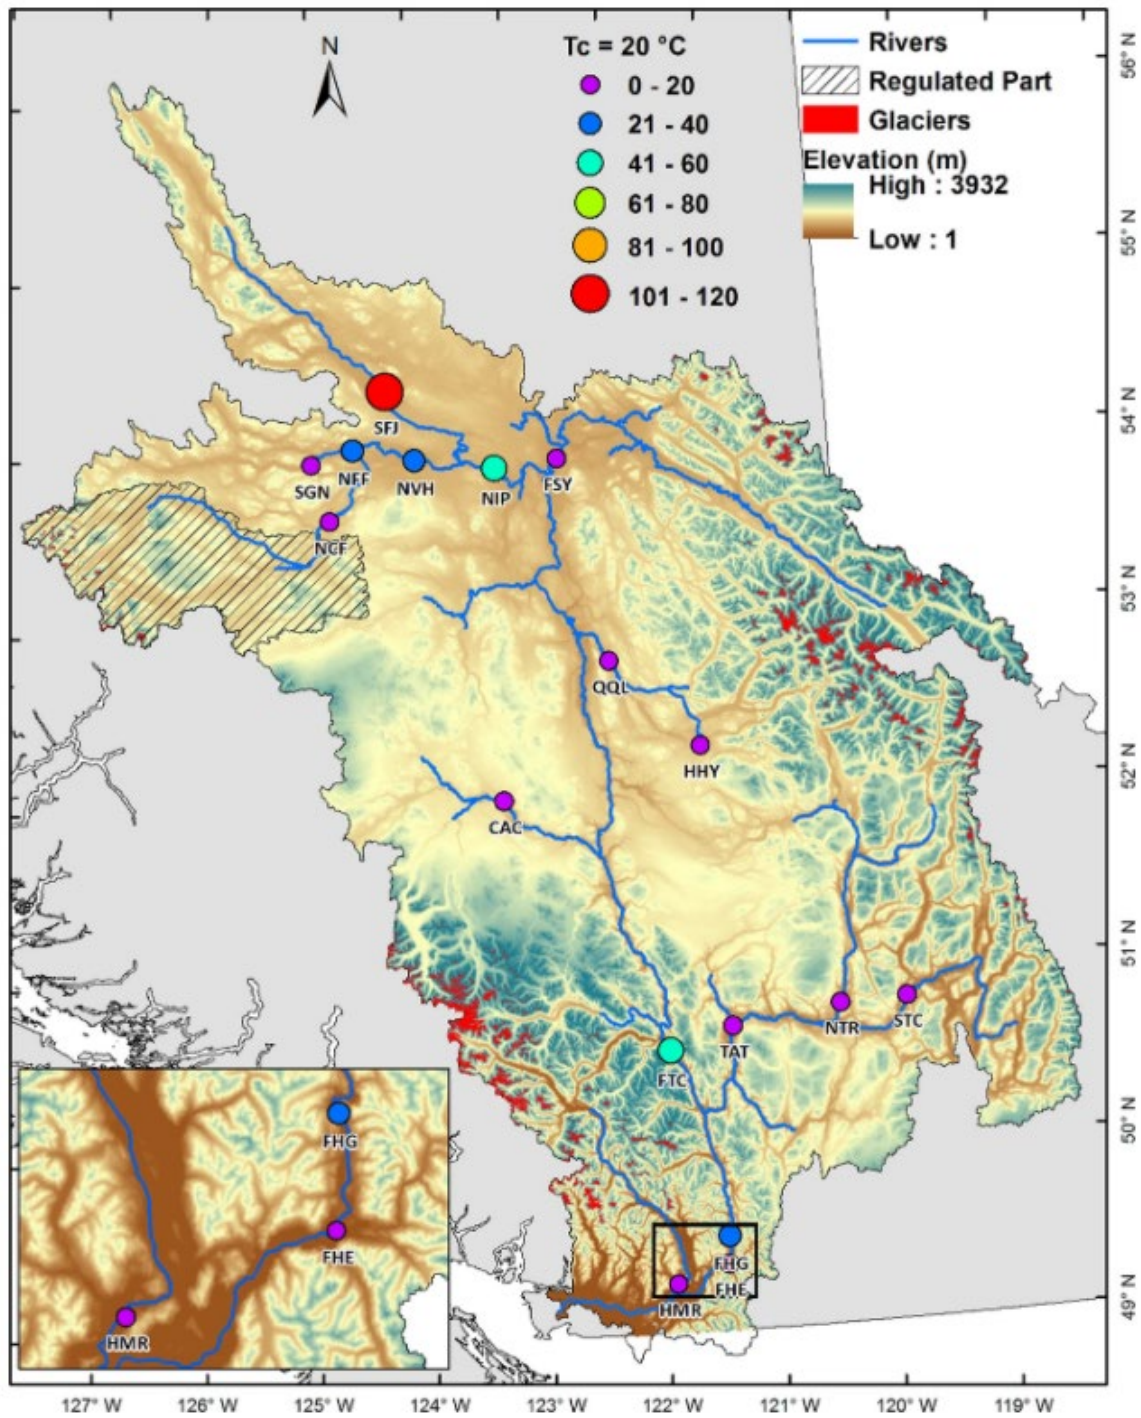 N
Tc = 20 °C
0 - 20
21 - 40
41 - 60
61 - 80
81 - 100
101 - 120
Rivers
Regulated Part
Glaciers
Elevation (m)
High : 3932
Low : 1
56° N
55° N
54° N
53° N
52° N
51° N
50° N
49° N
SFJ
SGN
NFF
NVH
NIP
FSY
NCF
QQL
HHY
CAC
NTR
STC
TAT
FTC
FHG
FHE
HMR
FHG
FHE
HMR
127° W
126° W
125° W
124° W
123° W
122° W
121° W
120° W
119° W